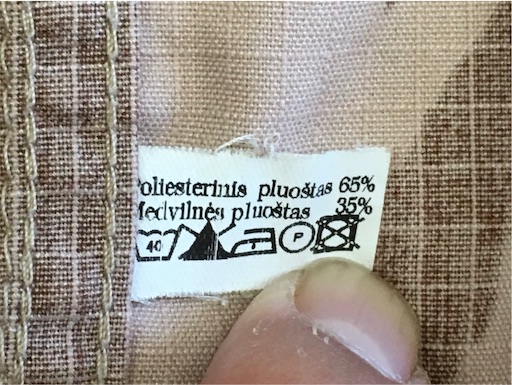 Poliesterinis pluoštas 65%
Medvilnės pluoštas 35%
40 P